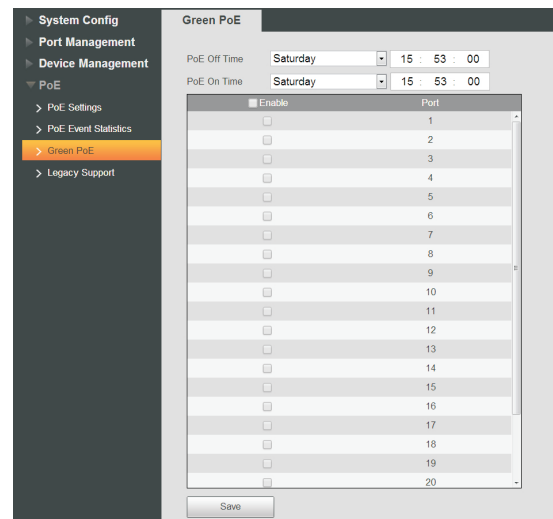 System Config
Port Management
Device Management
PoE
PoE Settings
PoE Event Statistics
Green PoE
Legacy Support
Green PoE
PoE Off Time Saturday 15 : 53 : 00
PoE On Time Saturday 15 : 53 : 00
Enable Port
1
2
3
4
5
6
7
8
9
10
11
12
13
14
15
16
17
18
19
20
Save